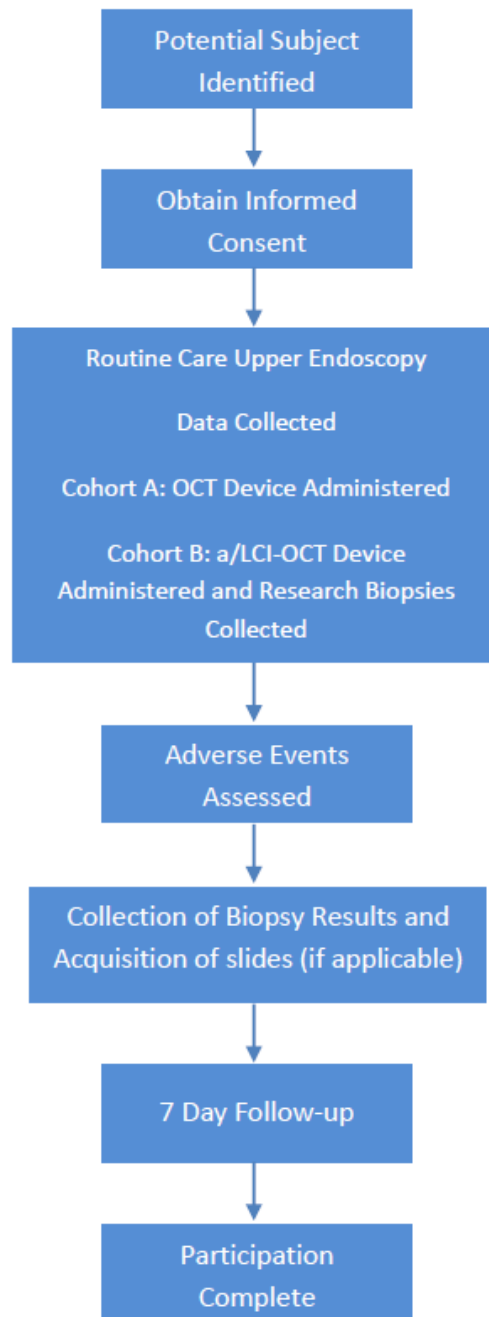 Potential Subject
Identified
Obtain Informed
Consent
Routine Care Upper Endoscopy
Data Collected
Cohort A: OCT Device Administered
Cohort B: a/LCI-OCT Device
Administered and Research Biopsies
Collected
Adverse Events
Assessed
Collection of Biopsy Results and
Acquisition of slides (if applicable)
7 Day Follow-up
Participation
Complete